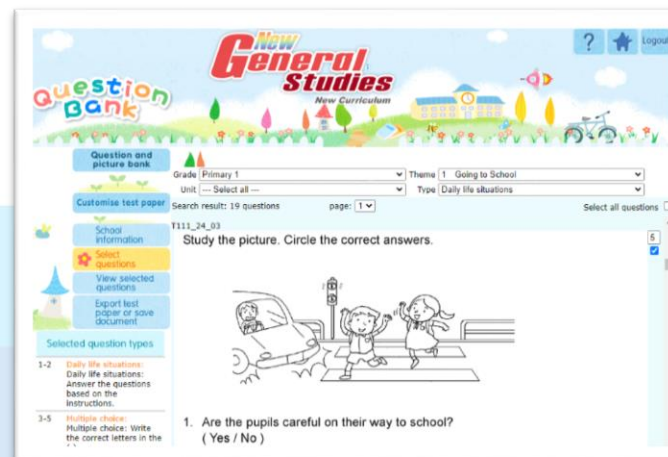 New
General
Studies
New Curriculum
Question
Bank
?
Logout
Question and
picture bank
Customise test paper
School
information
Select
questions
View selected
questions
Export test
paper or save
document
Selected question types
1-2 Daily life situations:
Daily life situations:
Answer the questions
based on the
instructions.
3-5 Multiple choice:
Multiple choice: Write
the correct letters in the
Grade Primary 1 Theme 1 Going to School
Unit --- Select all --- Type Daily life situations
Search result: 19 questions page: 1 Select all questions
T111_24_03
5
Study the picture. Circle the correct answers.
1. Are the pupils careful on their way to school?
( Yes / No )